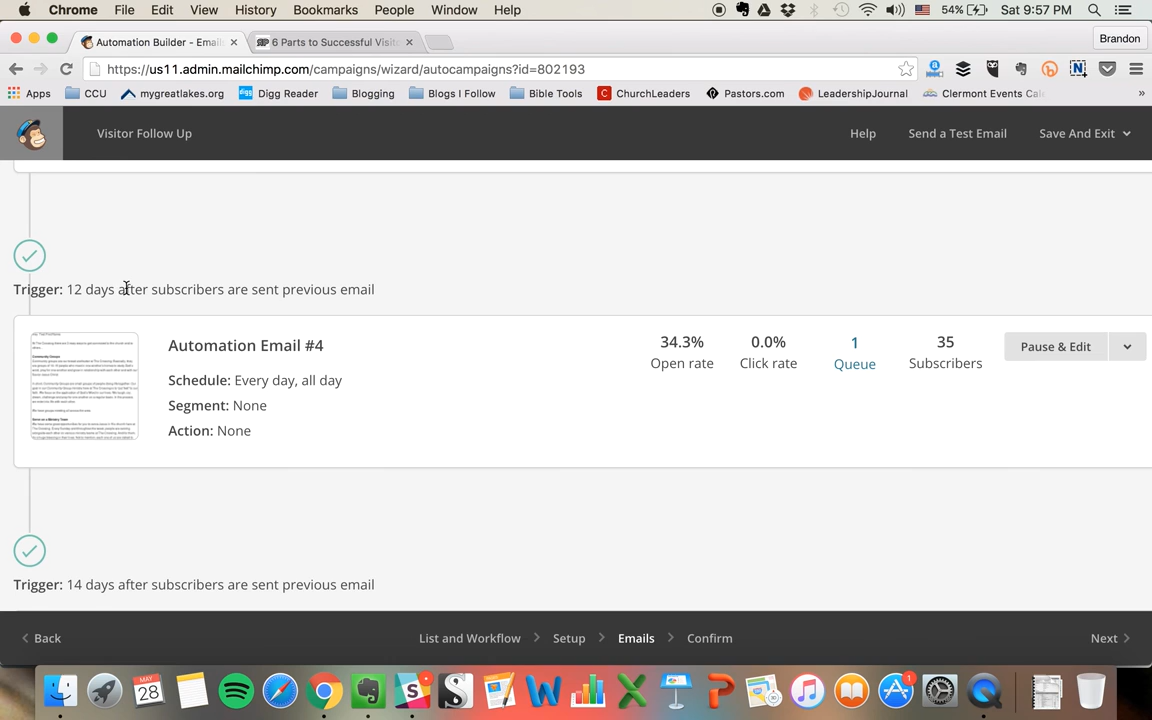 Chrome File Edit View History Bookmarks People Window Help 54% Sat 9:57 PM
Automation Builder - Email
6 Parts to Successful Visito
Brandon
https://us11.admin.mailchimp.com/campaigns/wizard/autocampaigns?id=802193
Apps CCU mygreatlakes.org Digg Reader Blogging Blogs I Follow Bible Tools ChurchLeaders Pastors.com LeadershipJournal Clermont Events Cal »
Visitor Follow Up Help Send a Test Email Save And Exit
Trigger: 12 days after subscribers are sent previous email
Automation Email #4
Schedule: Every day, all day
Segment: None
Action: None
34.3%
Open rate
0.0%
Click rate
1
Queue
35
Subscribers
Pause & Edit
Trigger: 14 days after subscribers are sent previous email
Back List and Workflow Setup Emails Confirm Next
MAY
28
1